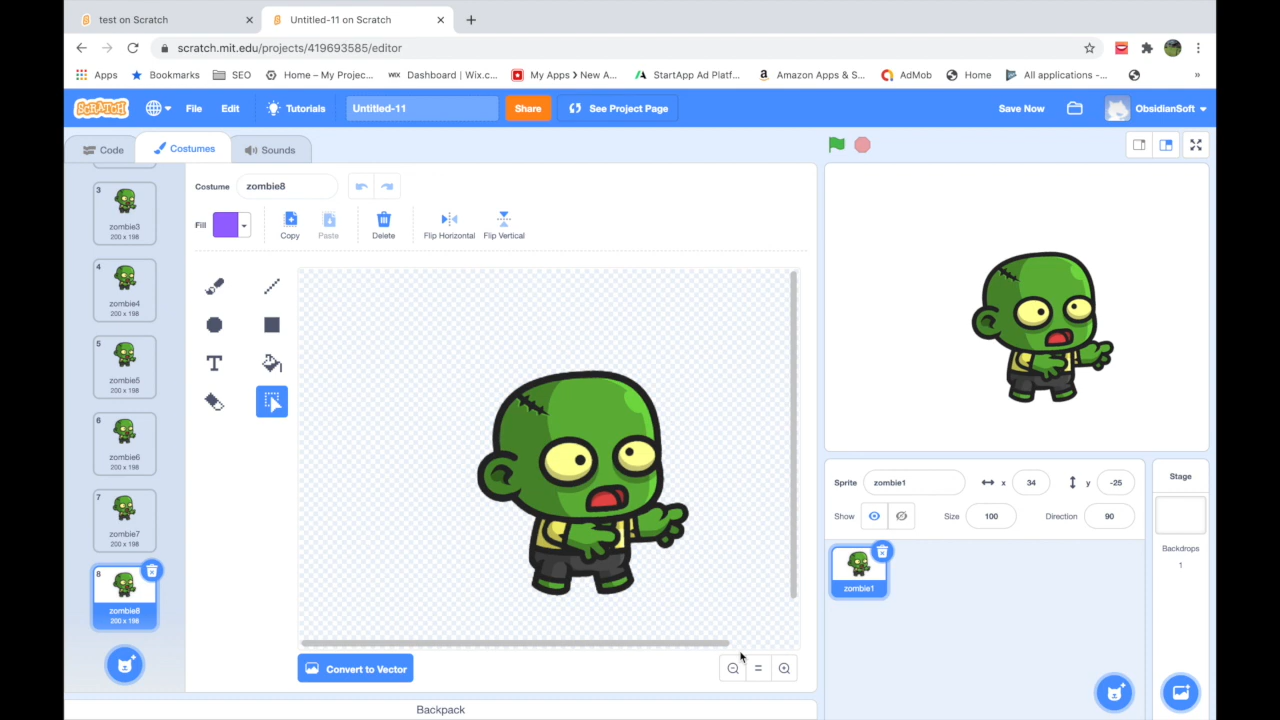 test on Scratch
Untitled-11 on Scratch
scratch.mit.edu/projects/419693585/editor
Apps
Bookmarks
SEO
Home – My Projec...
WIX
Dashboard | Wix.c...
My Apps > New A...
StartApp Ad Platf...
Amazon Apps & S...
AdMob
Home
All applications -...
SCRATCH
File
Edit
Tutorials
Untitled-11
Share
See Project Page
Save Now
ObsidianSoft
Code
Costumes
Sounds
3
zombie3
200 x 198
4
zombie4
200 x 198
5
zombie5
200 x 198
6
zombie6
200 x 198
7
zombie7
200 x 198
8
zombie8
200 x 198
Costume
zombie8
Fill
Copy
Paste
Delete
Flip Horizontal
Flip Vertical
T
Convert to Vector
Backpack
Sprite
zombie1
x
34
y
-25
Show
Size
100
Direction
90
zombie1
Stage
Backdrops
1